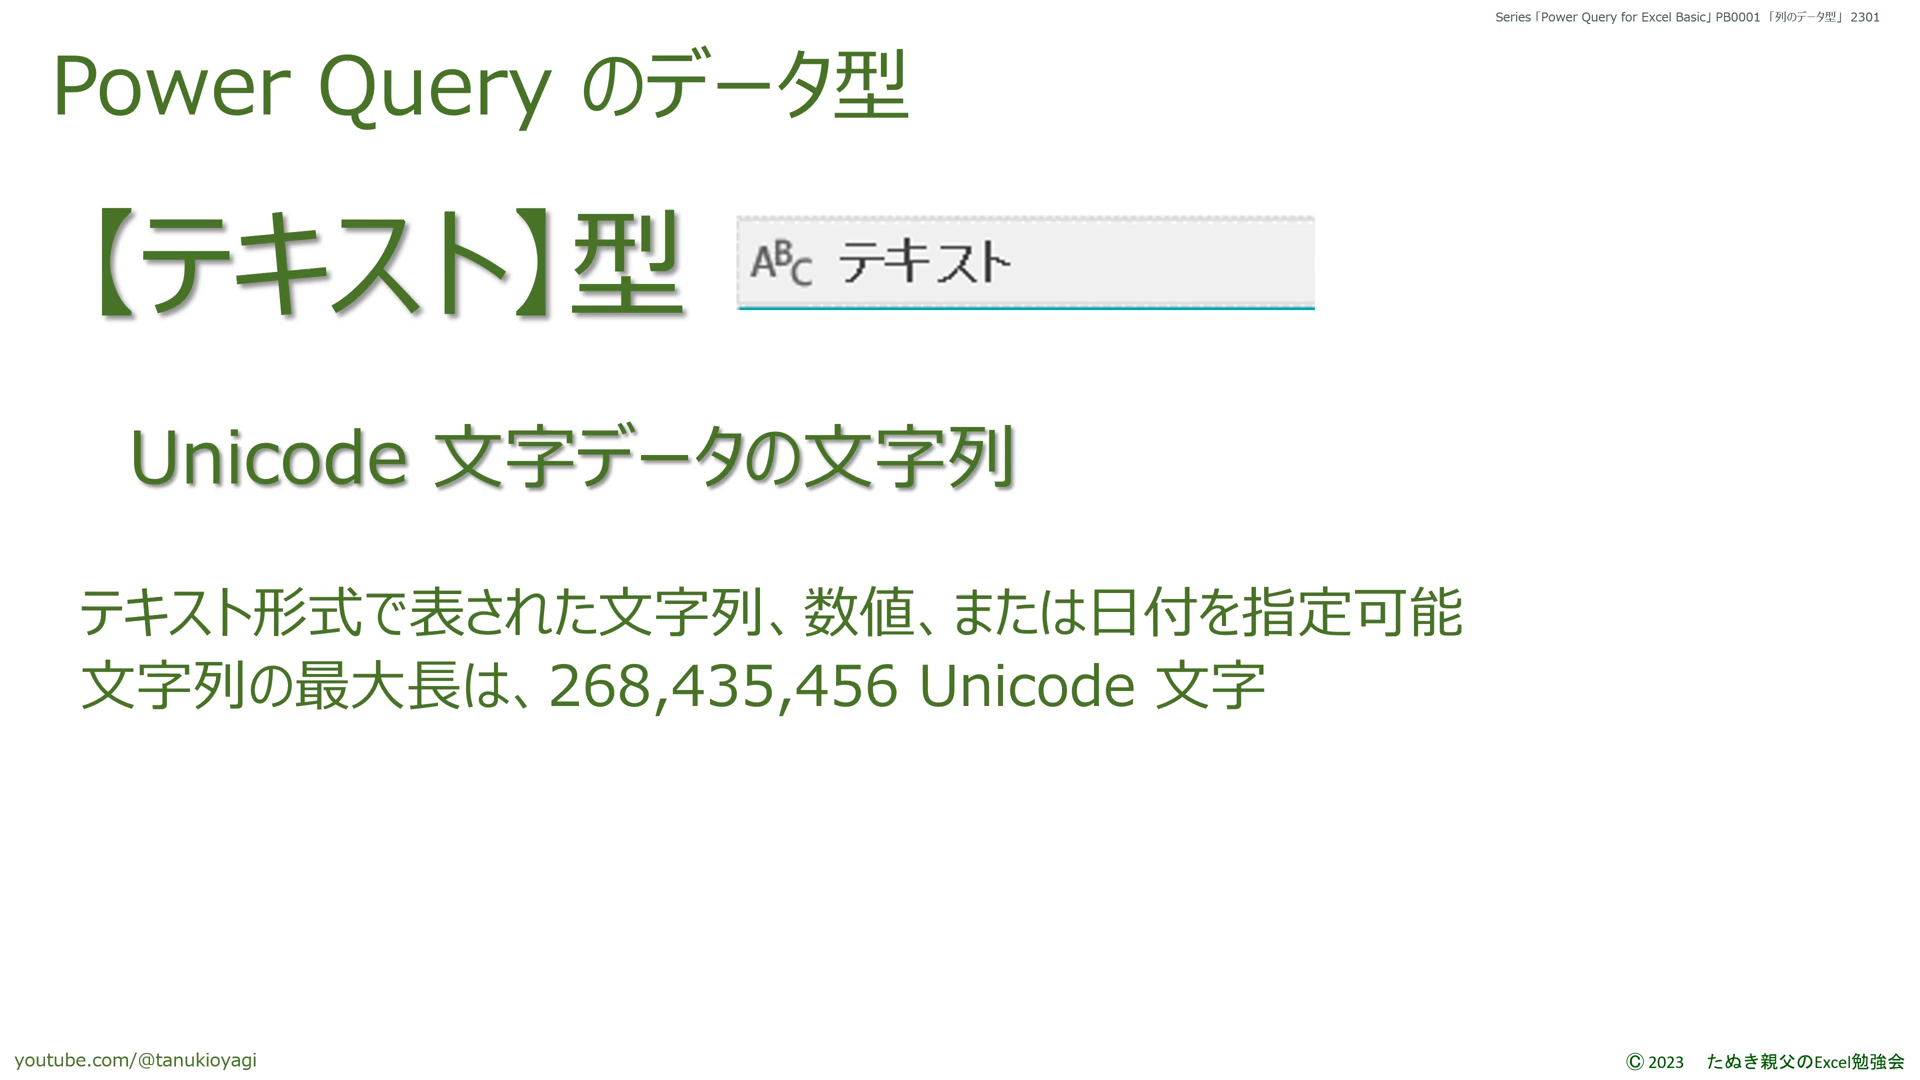 Series「Power Query for Excel Basic」PB0001 「列のデータ型」 2301
Power Query のデータ型
【テキスト】型
ABC テキスト
Unicode 文字データの文字列
テキスト形式で表された文字列、数値、または日付を指定可能
文字列の最大長は、268,435,456 Unicode 文字
youtube.com/@tanukioyagi
© 2023 たぬき親父のExcel勉強会